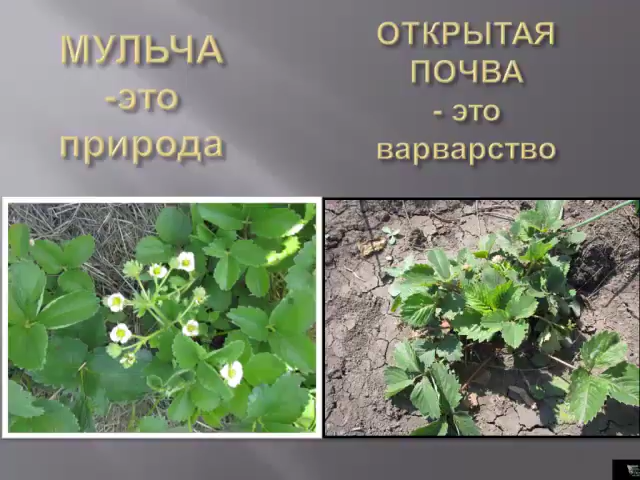 МУЛЬЧА
-это
природа
ОТКРЫТАЯ
ПОЧВА
- это
варварство